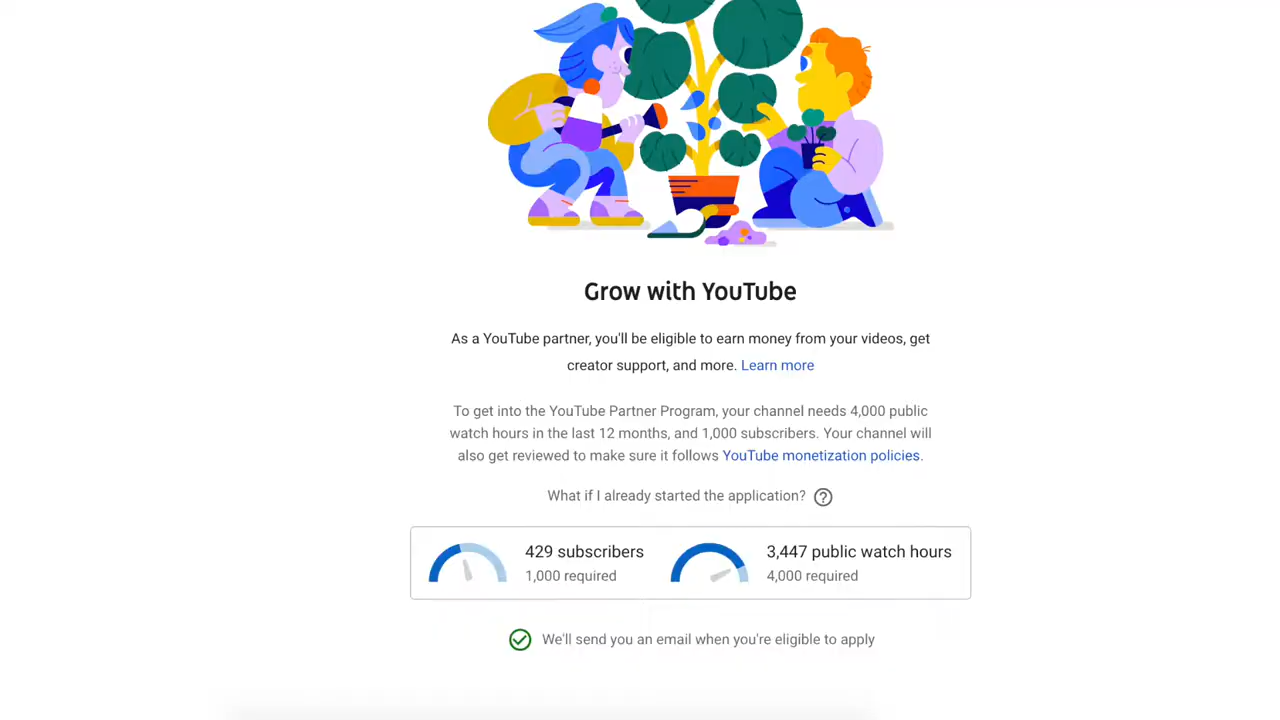 Grow with YouTube
As a YouTube partner, you'll be eligible to earn money from your videos, get
creator support, and more. Learn more
To get into the YouTube Partner Program, your channel needs 4,000 public
watch hours in the last 12 months, and 1,000 subscribers. Your channel will
also get reviewed to make sure it follows YouTube monetization policies.
What if I already started the application?
429 subscribers
1,000 required
3,447 public watch hours
4,000 required
We'll send you an email when you're eligible to apply